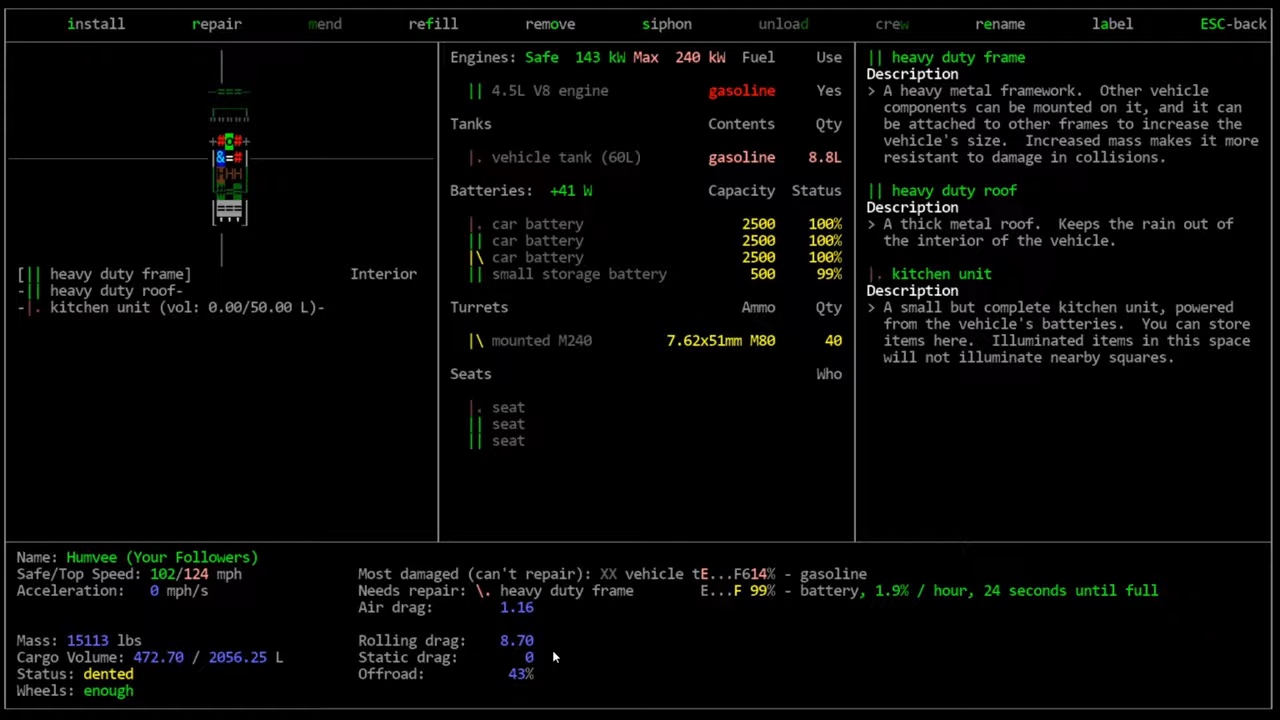 install repair mend refill remove siphon unload crew rename label ESC-back
[|| heavy duty frame] Interior
-|| heavy duty roof-
-|. kitchen unit (vol: 0.00/50.00 L)-
Engines: Safe 143 kW Max 240 kW Fuel Use
|| 4.5L V8 engine gasoline Yes
Tanks Contents Qty
|. vehicle tank (60L) gasoline 8.8L
Batteries: +41 W Capacity Status
|. car battery 2500 100%
|| car battery 2500 100%
|\ car battery 2500 100%
|| small storage battery 500 99%
Turrets Ammo Qty
|\ mounted M240 7.62x51mm M80 40
Seats Who
|. seat
|| seat
|| seat
|| heavy duty frame
Description
> A heavy metal framework. Other vehicle
components can be mounted on it, and it can
be attached to other frames to increase the
vehicle's size. Increased mass makes it more
resistant to damage in collisions.
|| heavy duty roof
Description
> A thick metal roof. Keeps the rain out of
the interior of the vehicle.
|. kitchen unit
Description
> A small but complete kitchen unit, powered
from the vehicle's batteries. You can store
items here. Illuminated items in this space
will not illuminate nearby squares.
Name: Humvee (Your Followers)
Safe/Top Speed: 102/124 mph
Acceleration: 0 mph/s
Mass: 15113 lbs
Cargo Volume: 472.70 / 2056.25 L
Status: dented
Wheels: enough
Most damaged (can't repair): XX vehicle tE...F614% - gasoline
Needs repair: \. heavy duty frame E...F 99% - battery, 1.9% / hour, 24 seconds until full
Air drag: 1.16
Rolling drag: 8.70
Static drag: 0
Offroad: 43%